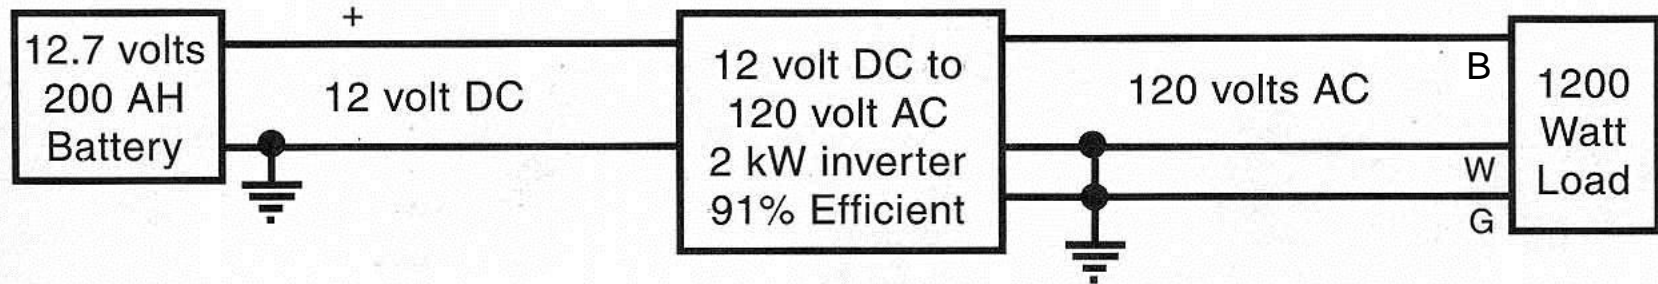 +
12.7 volts
200 AH
Battery
12 volt DC
12 volt DC to
120 volt AC
2 kW inverter
91% Efficient
120 volts AC
B
W
G
1200
Watt
Load